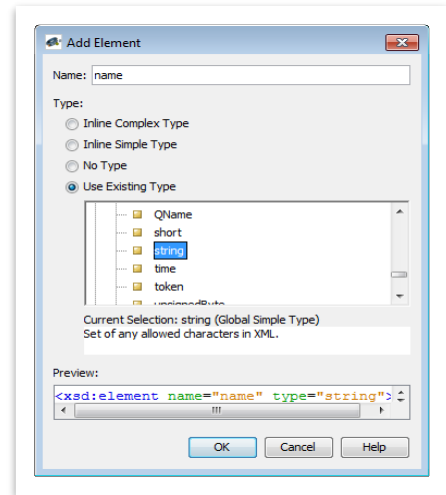 Add Element
Name: name
Type:
Inline Complex Type
Inline Simple Type
No Type
Use Existing Type
QName
short
string
time
token
unsignedByte
Current Selection: string (Global Simple Type)
Set of any allowed characters in XML.
Preview:
<xsd:element name="name" type="string">
OK Cancel Help